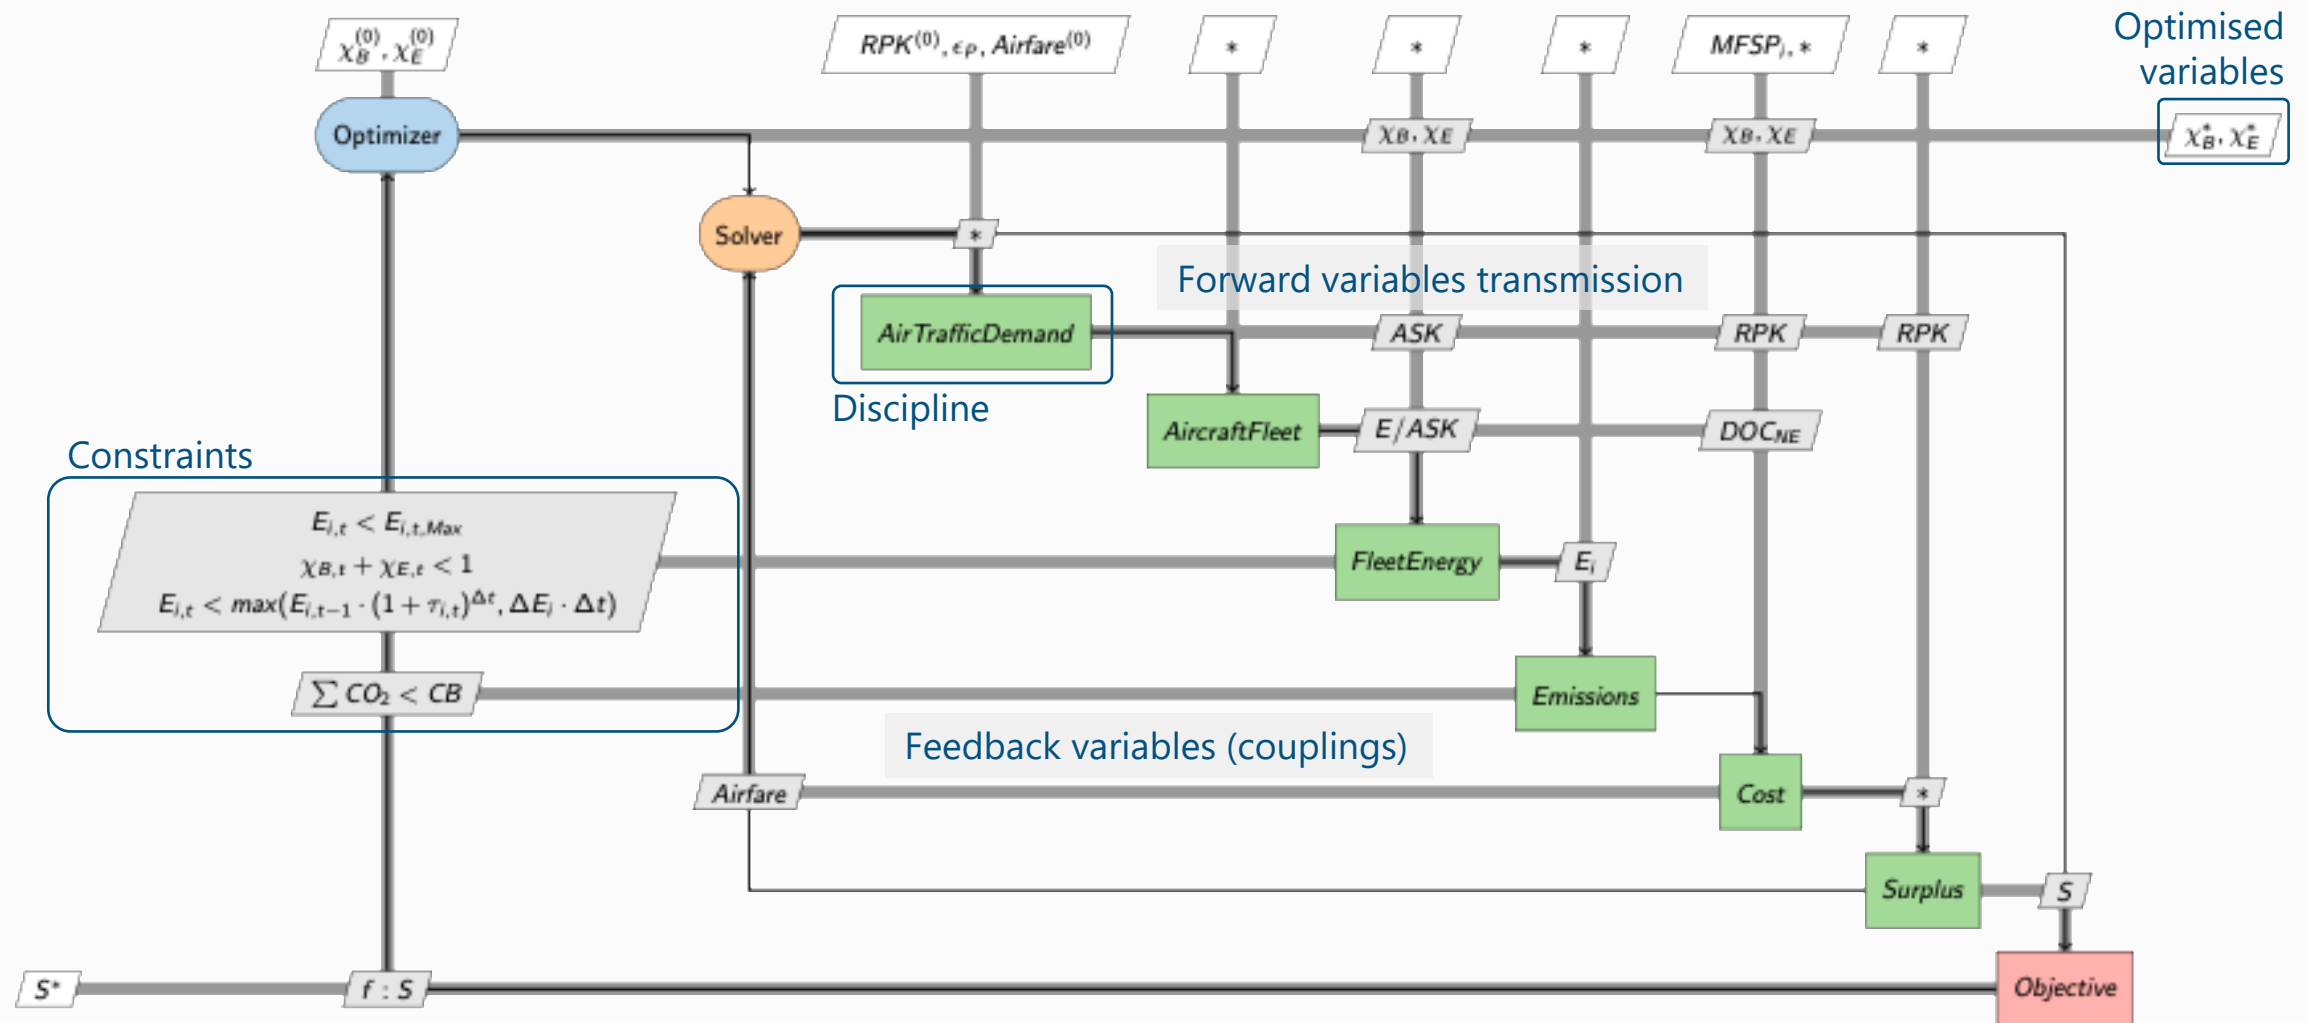 χ_B^(0), χ_E^(0)
RPK^(0), ϵ_P, Airfare^(0)
*
*
*
MFSP_i, *
*
Optimised
variables
Optimizer
χ_B, χ_E
χ_B, χ_E
χ_B^*, χ_E^*
Solver
*
Forward variables transmission
AirTrafficDemand
ASK
RPK
RPK
Discipline
AircraftFleet
E/ASK
DOC_NE
Constraints
E_i,t < E_i,t,Max
χ_B,t + χ_E,t < 1
E_i,t < max(E_i,t−1 · (1 + τ_i,t)^Δt, ΔE_i · Δt)
FleetEnergy
E_i
∑ CO₂ < CB
Emissions
Feedback variables (couplings)
Airfare
Cost
*
Surplus
S
S*
f : S
Objective